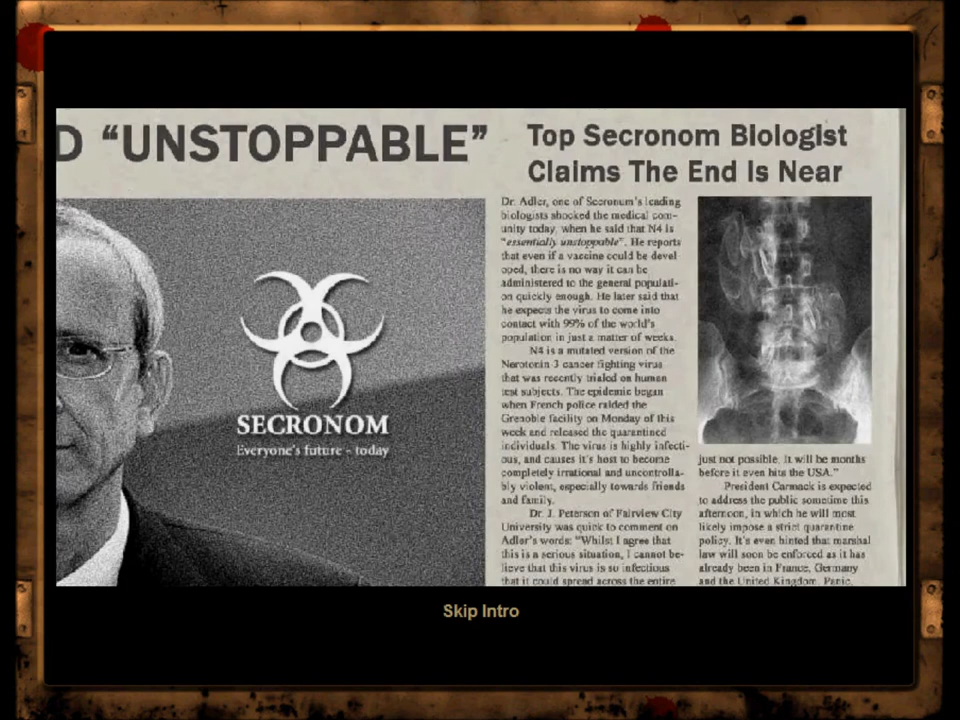 D “UNSTOPPABLE”
SECRONOM
Everyone's future - today
Top Secronom Biologist
Claims The End Is Near
Dr. Adler, one of Secronom's leading
biologists shocked the medical com-
unity today, when he said that N4 is
"essentially unstoppable". He reports
that even if a vaccine could be devel
oped, there is no way it can be
administered to the general populati-
on quickly enough. He later said that
he expects the virus to come into
contact with 99% of the world's
population in just a matter of weeks.
N4 is a mutated version of the
Nerotonin 3 cancer fighting virus
that was recently trialed on human
test subjects. The epidemic began
when French police raided the
Grenoble facility on Monday of this
week and released the quarantined
individuals. The virus is highly infecti-
ous, and causes it's host to become
completely irrational and uncontrolla-
bly violent, especially towards friends
and family.
Dr. J. Peterson of Fairview City
University was quick to comment on
Adler's words: "Whilst I agree that
this is a serious situation, I cannot be-
lieve that this virus is so infectious
that it could spread across the entire
just not possible. It will be months
before it even hits the USA."
President Carmack is expected
to address the public sometime this
afternoon, in which he will most
likely impose a strict quarantine
policy. It's even hinted that marshal
law will soon be enforced as it has
already been in France, Germany
and the United Kingdom. Panic,
Skip Intro